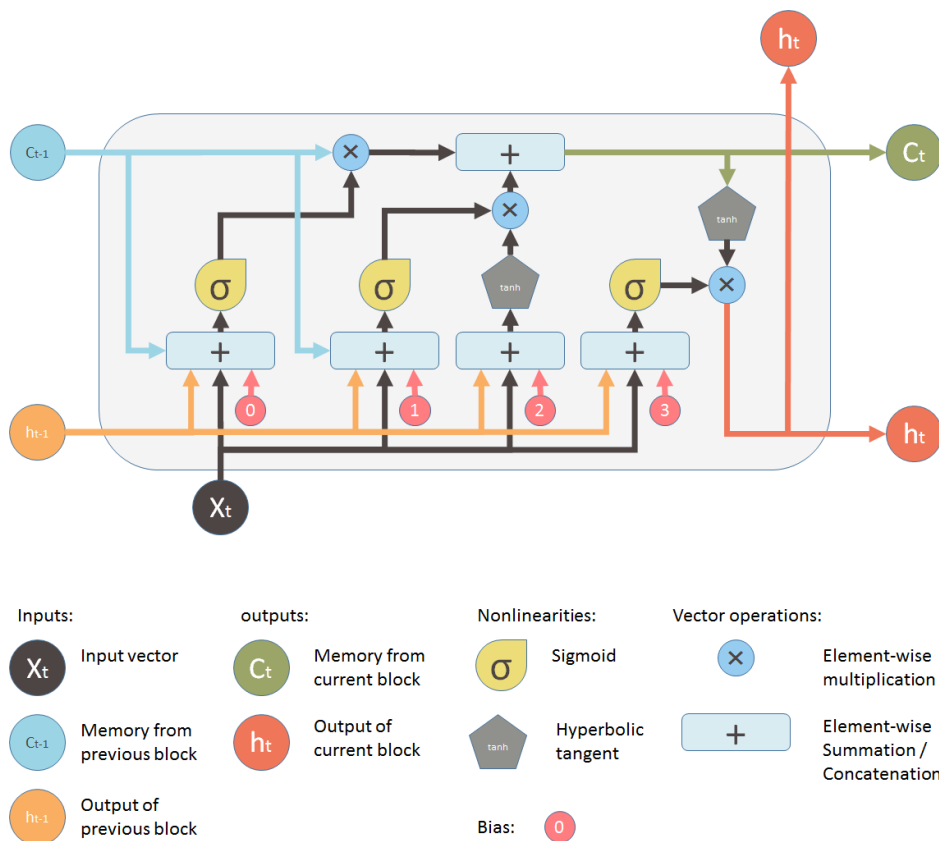 ht
Ct-1
×
+
Ct
tanh
×
σ
σ
tanh
σ
×
+
+
+
+
0
1
2
3
ht-1
ht
Xt
Inputs:
outputs:
Nonlinearities:
Vector operations:
Xt
Input vector
Ct
Memory from
current block
σ
Sigmoid
×
Element-wise
multiplication
Ct-1
Memory from
previous block
ht
Output of
current block
tanh
Hyperbolic
tangent
+
Element-wise
Summation /
Concatenation
ht-1
Output of
previous block
Bias:
0